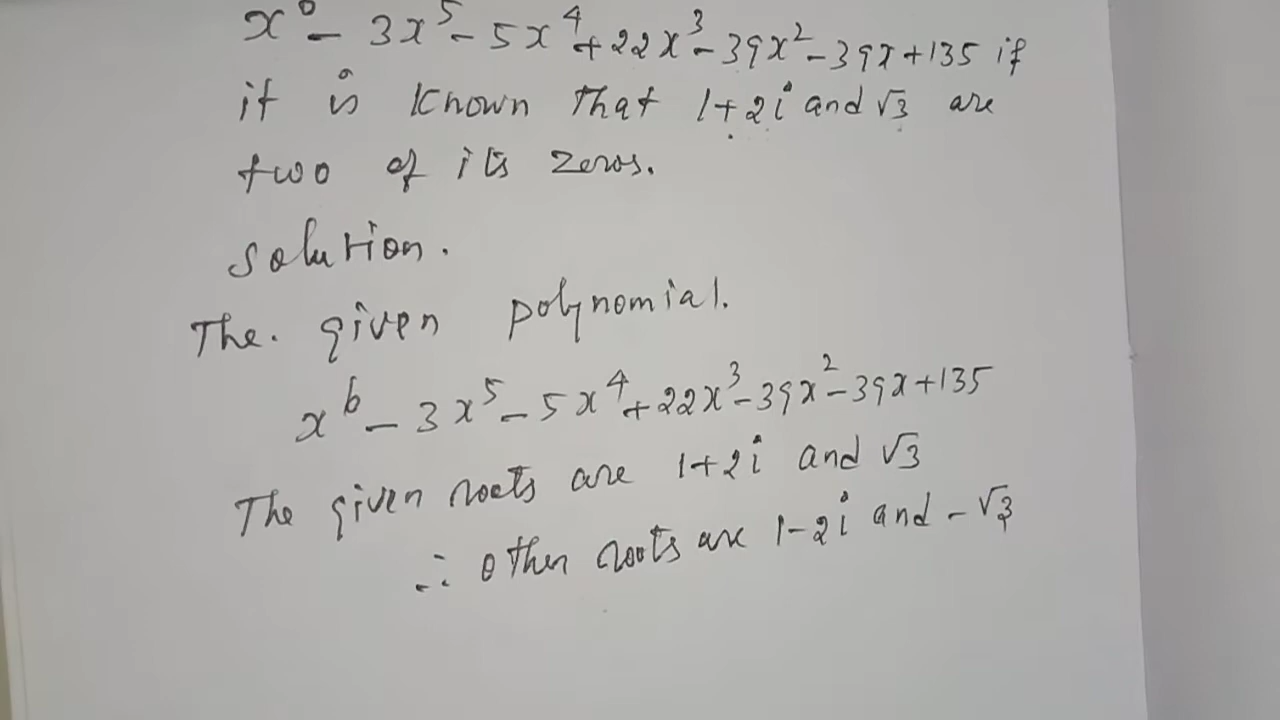 x⁶ - 3x⁵ - 5x⁴ + 22x³ - 39x² - 39x + 135 if
it is known that 1+2i and √3 are
two of its zeros.
solution.
The. given polynomial.
x⁶ - 3x⁵ - 5x⁴ + 22x³ - 39x² - 39x + 135
The given roots are 1+2i and √3
∴ other roots are 1-2i and -√3